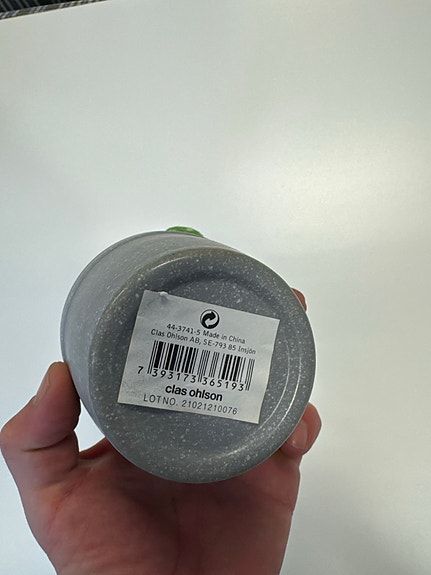 44-3741-5 Made in China
Clas Ohlson AB, SE-793 85 Insjön
7 393173 365193
clas ohlson
LOT NO. 21021210076